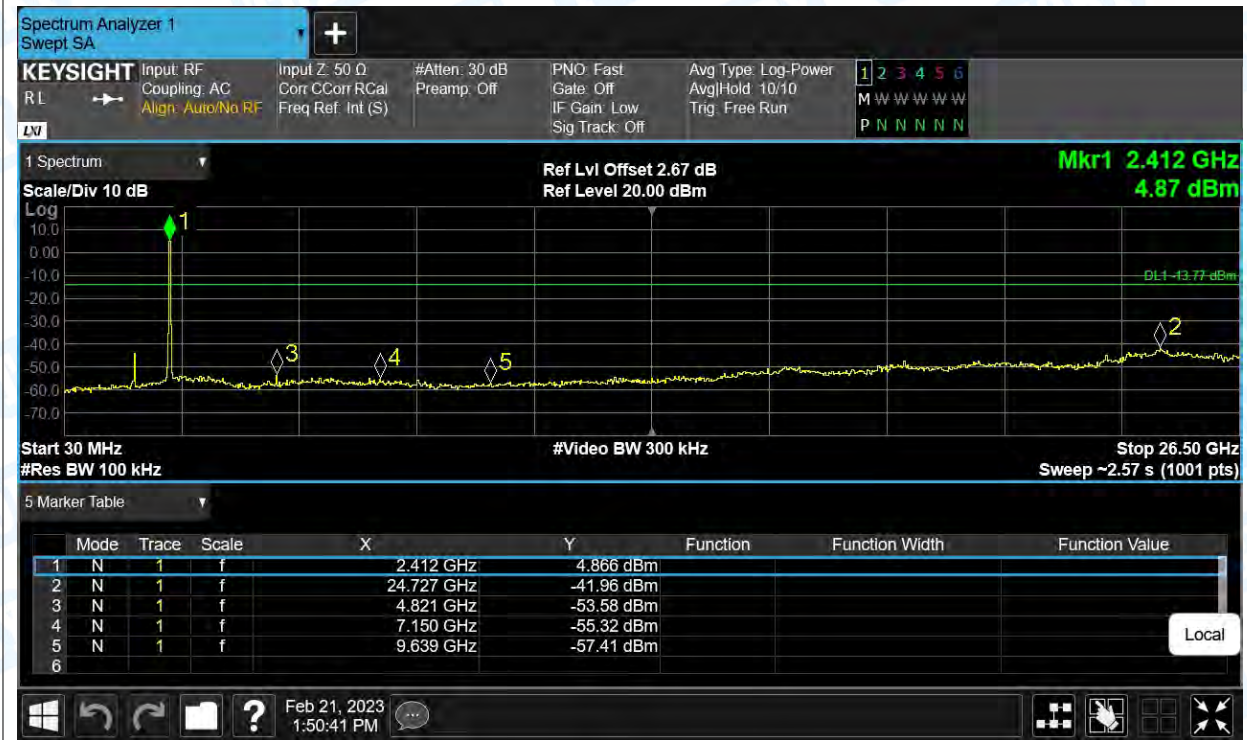 Spectrum Analyzer 1
Swept SA
KEYSIGHT Input: RF Input Z: 50 Ω #Atten: 30 dB PNO: Fast Avg Type: Log-Power 1 2 3 4 5 6
R L Coupling: AC Corr CCorr RCal Preamp: Off Gate: Off Avg|Hold: 10/10 M W W W W W
Align: Auto/No RF Freq Ref: Int (S) IF Gain: Low Trig: Free Run
LXI Sig Track: Off P N N N N N
1 Spectrum Ref Lvl Offset 2.67 dB Mkr1 2.412 GHz
Scale/Div 10 dB Ref Level 20.00 dBm 4.87 dBm
Log
1
10.0
0.00
-10.0 DL1 -13.77 dBm
-20.0
-30.0
2
-40.0
3 4 5
-50.0
-60.0
-70.0
Start 30 MHz #Video BW 300 kHz Stop 26.50 GHz
#Res BW 100 kHz Sweep ~2.57 s (1001 pts)
5 Marker Table
Mode Trace Scale X Y Function Function Width Function Value
1 N 1 f 2.412 GHz 4.866 dBm
2 N 1 f 24.727 GHz -41.96 dBm
3 N 1 f 4.821 GHz -53.58 dBm
4 N 1 f 7.150 GHz -55.32 dBm
5 N 1 f 9.639 GHz -57.41 dBm
6
Local
? Feb 21, 2023
1:50:41 PM